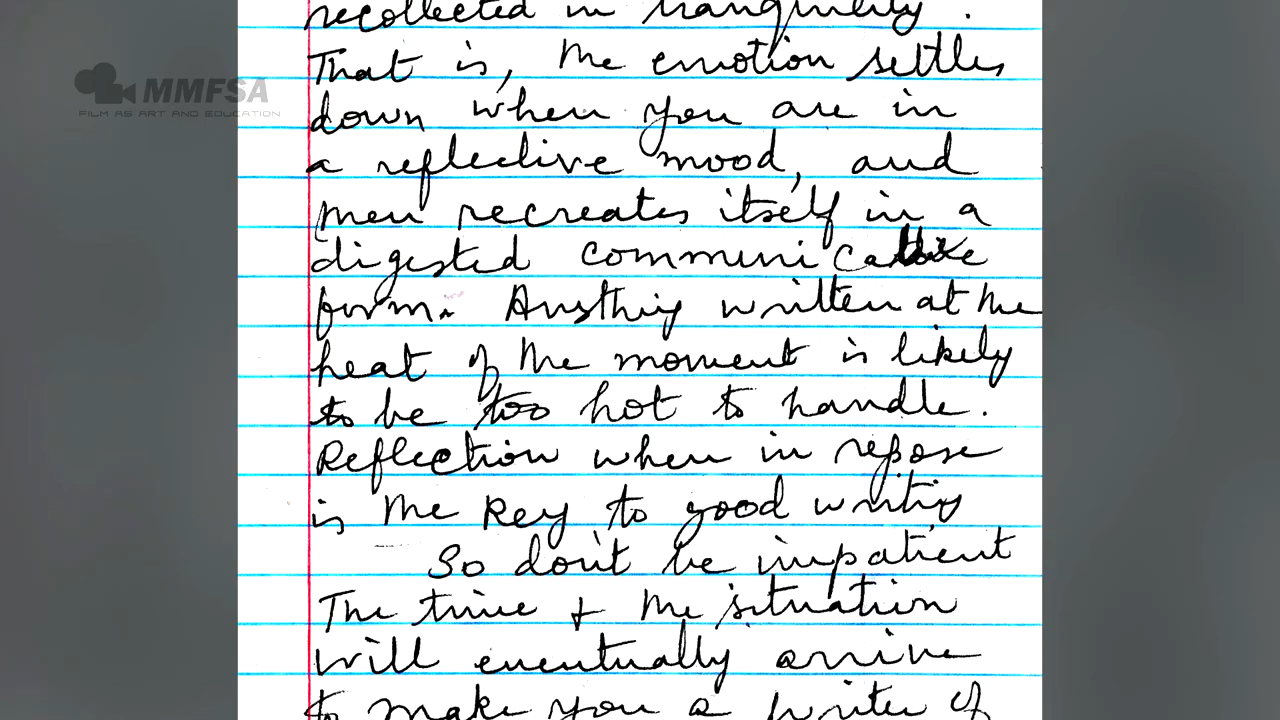 recollected in tranquility.
MMFSA
FILM AS ART AND EDUCATION
That is, the emotion settles
down when you are in
a reflective mood, and
then recreates itself in a
digested communicative
form. Anything written at the
heat of the moment is likely
to be too hot to handle.
Reflection when in repose
is the key to good writing
So don't be impatient
The time + the situation
will eventually arrive
to make you a writer of